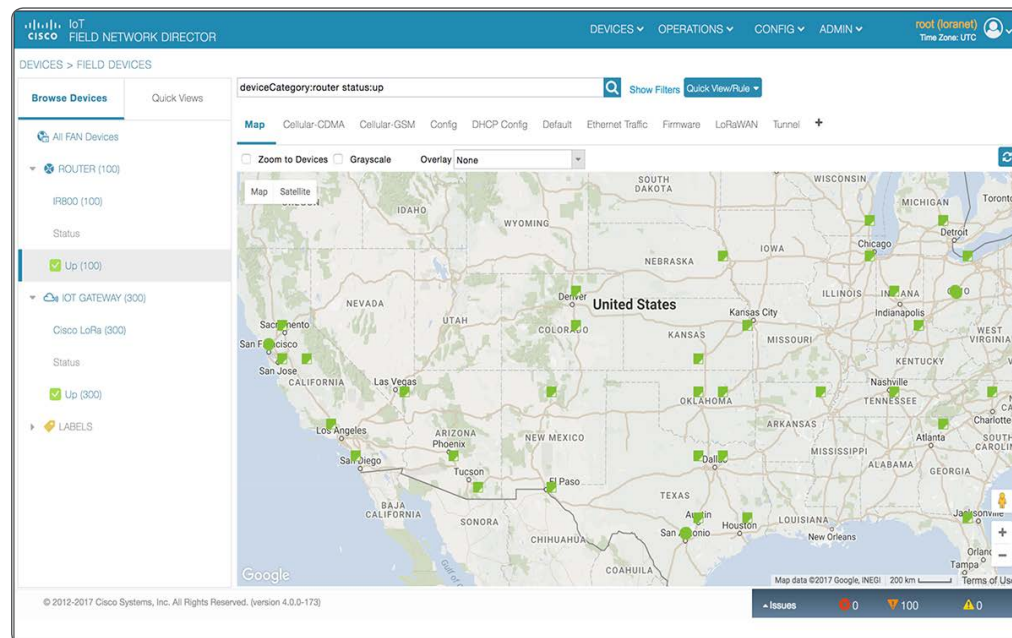 cisco
IoT
FIELD NETWORK DIRECTOR
DEVICES
OPERATIONS
CONFIG
ADMIN
root (loranet)
Time Zone: UTC
DEVICES > FIELD DEVICES
Browse Devices
Quick Views
All FAN Devices
ROUTER (100)
IR800 (100)
Status
Up (100)
IOT GATEWAY (300)
Cisco LoRa (300)
Status
Up (300)
LABELS
deviceCategory:router status:up
Show Filters
Quick View/Rule
Map
Cellular-CDMA
Cellular-GSM
Config
DHCP Config
Default
Ethernet Traffic
Firmware
LoRaWAN
Tunnel
+
Zoom to Devices
Grayscale
Overlay
None
Map
Satellite
SOUTH
DAKOTA
WISCONSIN
MICHIGAN
Toronto
IDAHO
WYOMING
Detroit
Chicago
IOWA
NEBRASKA
ILLINOIS
Indianapolis
NEVADA
UTAH
Denver
COLORADO
United States
Kansas City
KANSAS
MISSOURI
WEST
VIRGINIA
Sacramento
San Francisco
San Jose
CALIFORNIA
Las Vegas
KENTUCKY
Nashville
TENNESSEE
OKLAHOMA
ARKANSAS
Charlotte
Los Angeles
ARIZONA
Phoenix
NEW MEXICO
Atlanta
SOUTH
CAROLIN
San Diego
Tucson
Dallas
MISSISSIPPI
ALABAMA
GEORGIA
El Paso
TEXAS
BAJA
CALIFORNIA
SONORA
Austin
San Antonio
Houston
LOUISIANA
New Orleans
Jacksonville
CHIHUAHUA
COAHUILA
Gulf of
Orlando
Tampa
+
−
Google
Map data ©2017 Google, INEGI
200 km
Terms of Use
© 2012-2017 Cisco Systems, Inc. All Rights Reserved. (version 4.0.0-173)
Issues
0
100
0